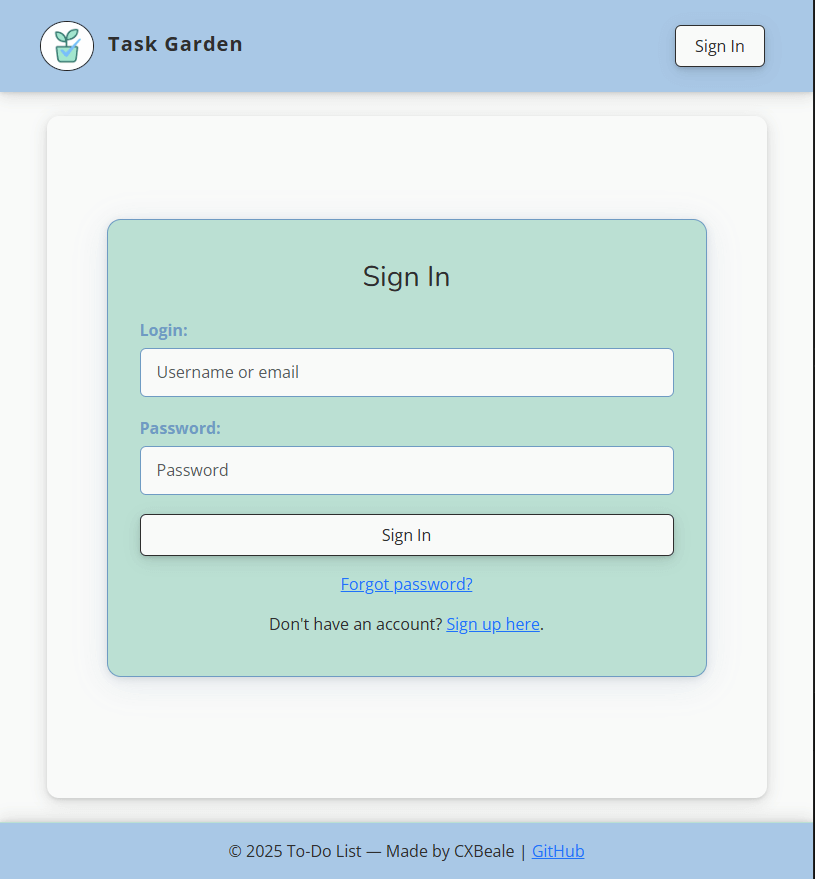 Task Garden
Sign In
Sign In
Login:
Username or email
Password:
Password
Sign In
Forgot password?
Don't have an account? Sign up here.
© 2025 To-Do List — Made by CXBeale | GitHub